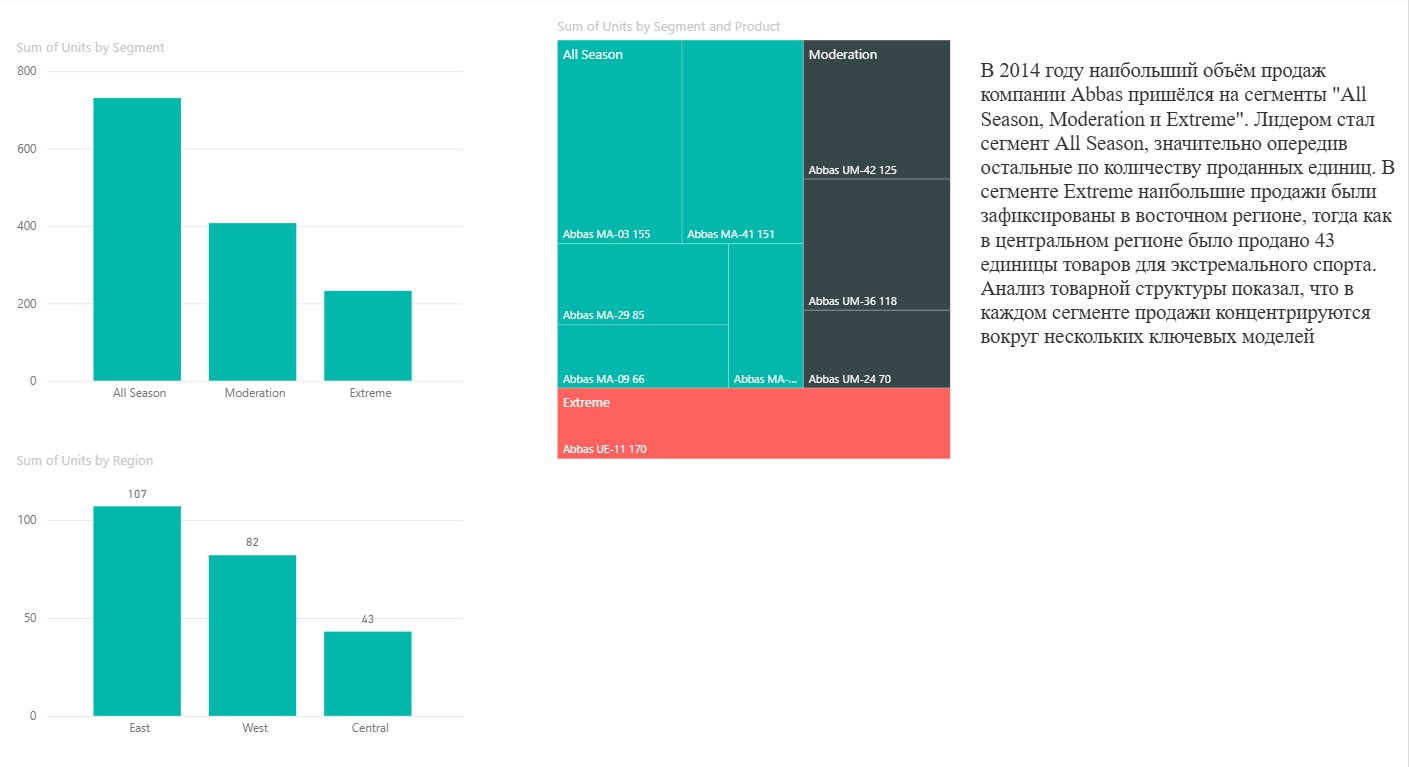 Sum of Units by Segment
800
600
400
200
0
All Season
Moderation
Extreme
Sum of Units by Region
107
82
43
100
50
0
East
West
Central
Sum of Units by Segment and Product
All Season
Abbas MA-03 155
Abbas MA-41 151
Abbas MA-29 85
Abbas MA-09 66
Abbas MA-...
Moderation
Abbas UM-42 125
Abbas UM-36 118
Abbas UM-24 70
Extreme
Abbas UE-11 170
В 2014 году наибольший объём продаж
компании Abbas пришёлся на сегменты "All
Season, Moderation и Extreme". Лидером стал
сегмент All Season, значительно опередив
остальные по количеству проданных единиц. В
сегменте Extreme наибольшие продажи были
зафиксированы в восточном регионе, тогда как
в центральном регионе было продано 43
единицы товаров для экстремального спорта.
Анализ товарной структуры показал, что в
каждом сегменте продажи концентрируются
вокруг нескольких ключевых моделей